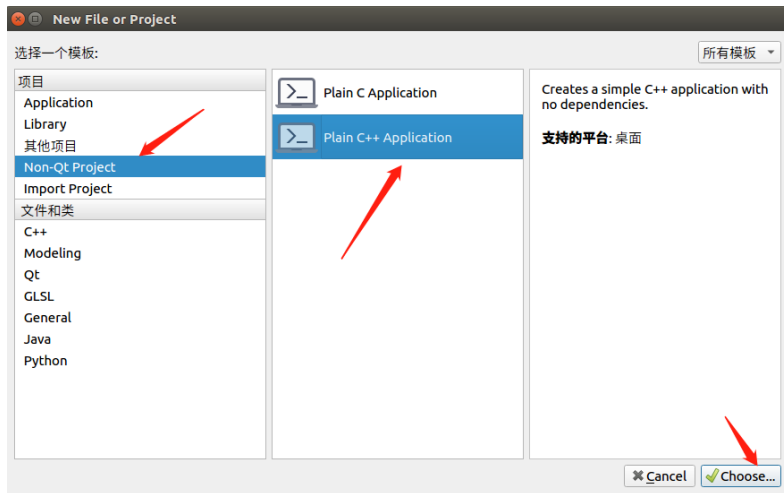 New File or Project
选择一个模板:
所有模板
项目
Application
Library
其他项目
Non-Qt Project
Import Project
文件和类
C++
Modeling
Qt
GLSL
General
Java
Python
Plain C Application
Plain C++ Application
Creates a simple C++ application with
no dependencies.
支持的平台: 桌面
Cancel
Choose...